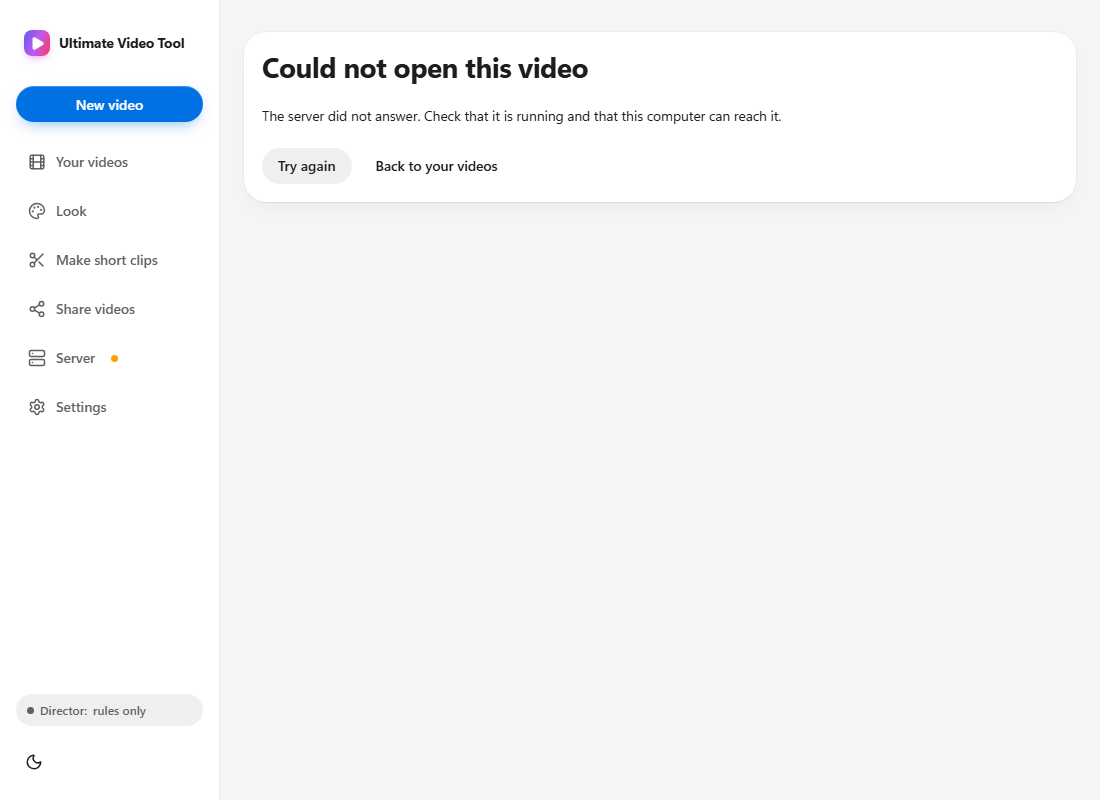 Ultimate Video Tool
New video
Your videos
Look
Make short clips
Share videos
Server
Settings
Director: rules only
Could not open this video
The server did not answer. Check that it is running and that this computer can reach it.
Try again
Back to your videos